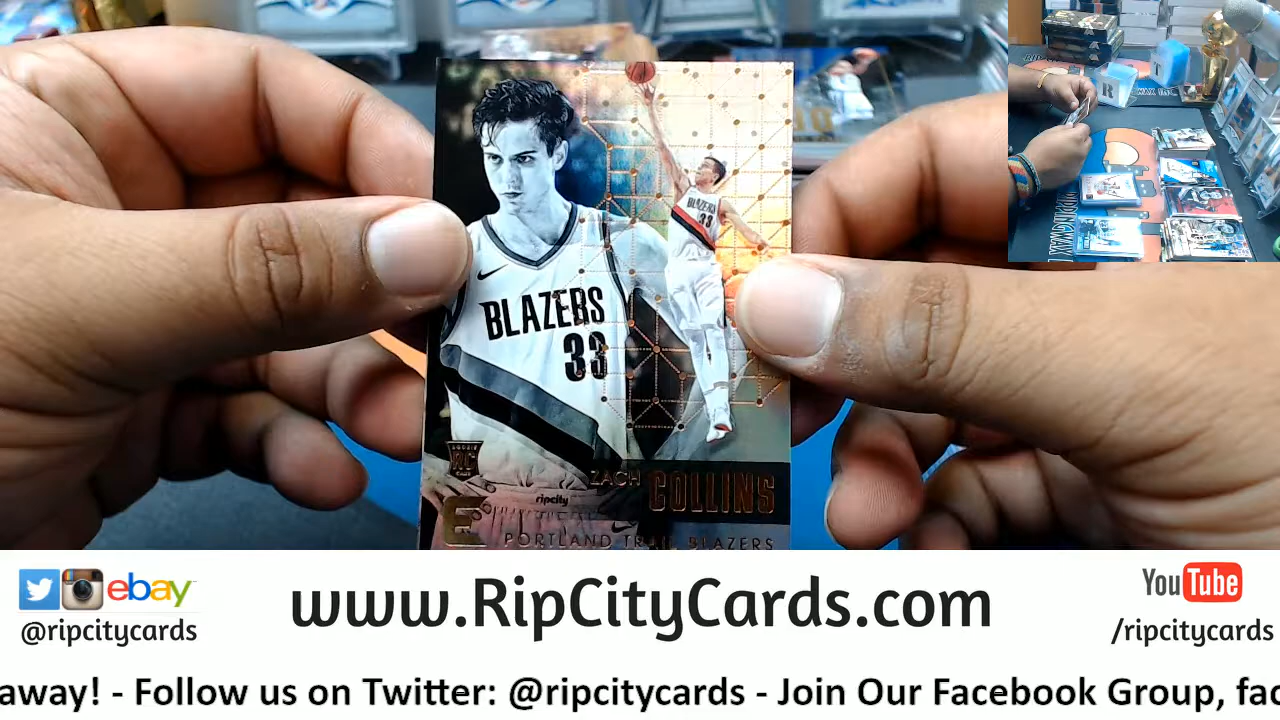 BLAZERS
33
BLAZERS
33
RC
ripcity
ZACH COLLINS
E
PORTLAND TRAIL BLAZERS
ebay
@ripcitycards
www.RipCityCards.com
YouTube
/ripcitycards
away! - Follow us on Twitter: @ripcitycards - Join Our Facebook Group, fac